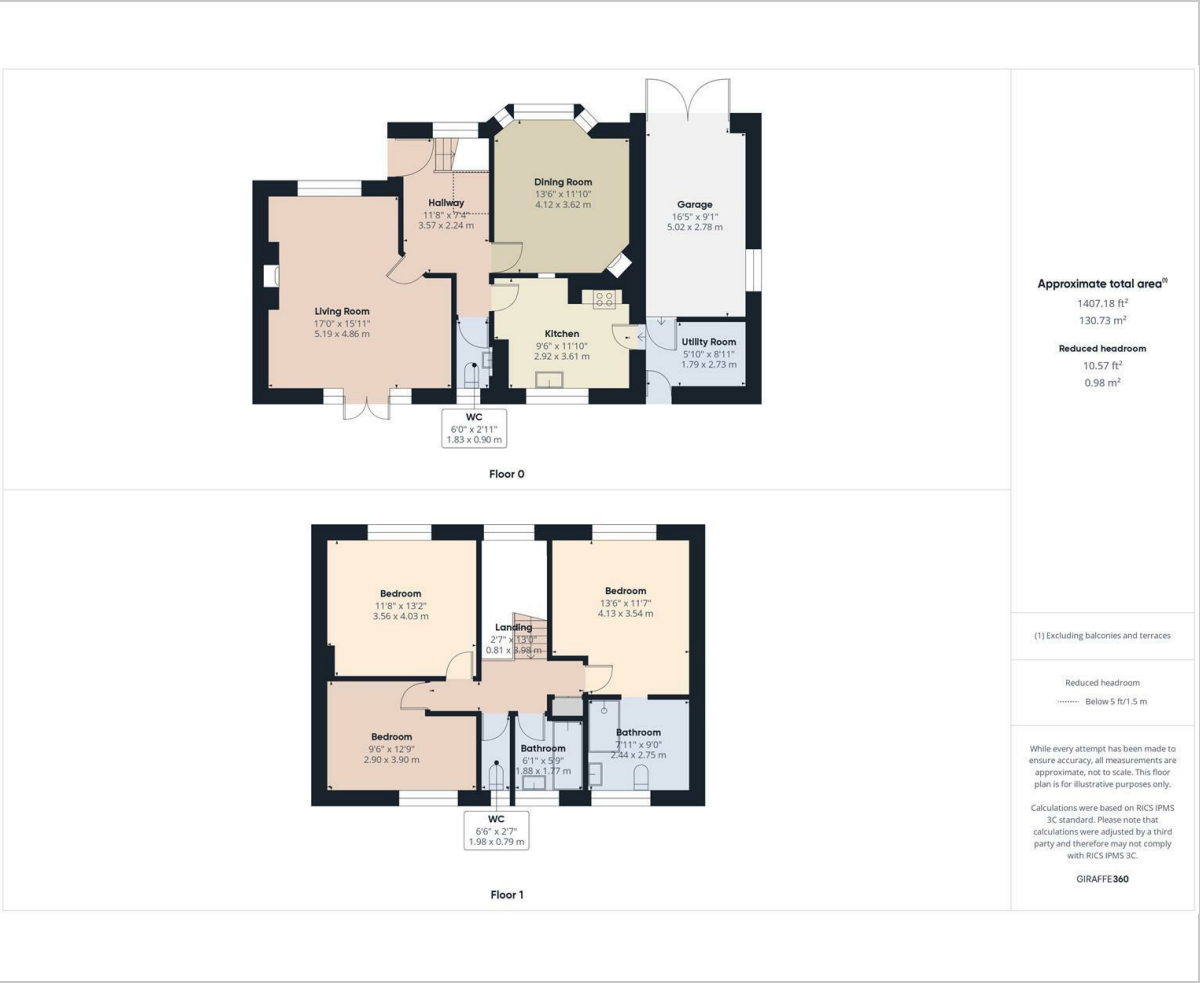 Dining Room
13'6" x 11'10"
4.12 x 3.62 m
Hallway
11'8" x 7'4"
3.57 x 2.24 m
Garage
16'5" x 9'1"
5.02 x 2.78 m
Living Room
17'0" x 15'11"
5.19 x 4.86 m
Kitchen
9'6" x 11'10"
2.92 x 3.61 m
Utility Room
5'10" x 8'11"
1.79 x 2.73 m
WC
6'0" x 2'11"
1.83 x 0.90 m
Floor 0
Bedroom
11'8" x 13'2"
3.56 x 4.03 m
Bedroom
13'6" x 11'7"
4.13 x 3.54 m
Landing
2'7" x 13'0"
0.81 x 3.98 m
Bedroom
9'6" x 12'9"
2.90 x 3.90 m
Bathroom
6'1" x 5'9"
1.88 x 1.77 m
Bathroom
7'11" x 9'0"
2.44 x 2.75 m
WC
6'6" x 2'7"
1.98 x 0.79 m
Floor 1
Approximate total area(1)
1407.18 ft²
130.73 m²
Reduced headroom
10.57 ft²
0.98 m²
(1) Excluding balconies and terraces
Reduced headroom
Below 5 ft/1.5 m
While every attempt has been made to
ensure accuracy, all measurements are
approximate, not to scale. This floor
plan is for illustrative purposes only.
Calculations were based on RICS IPMS
3C standard. Please note that
calculations were adjusted by a third
party and therefore may not comply
with RICS IPMS 3C.
GIRAFFE360